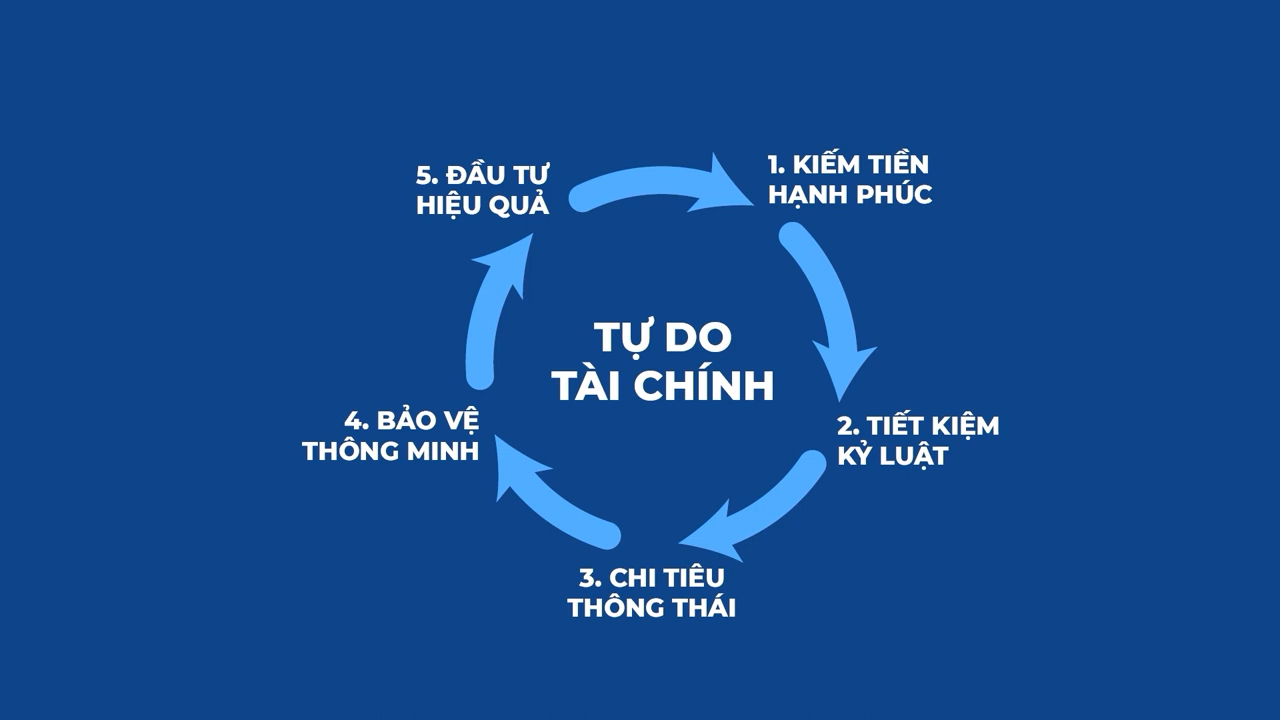 1. KIẾM TIỀN
HẠNH PHÚC
2. TIẾT KIỆM
KỶ LUẬT
3. CHI TIÊU
THÔNG THÁI
4. BẢO VỆ
THÔNG MINH
5. ĐẦU TƯ
HIỆU QUẢ
TỰ DO
TÀI CHÍNH